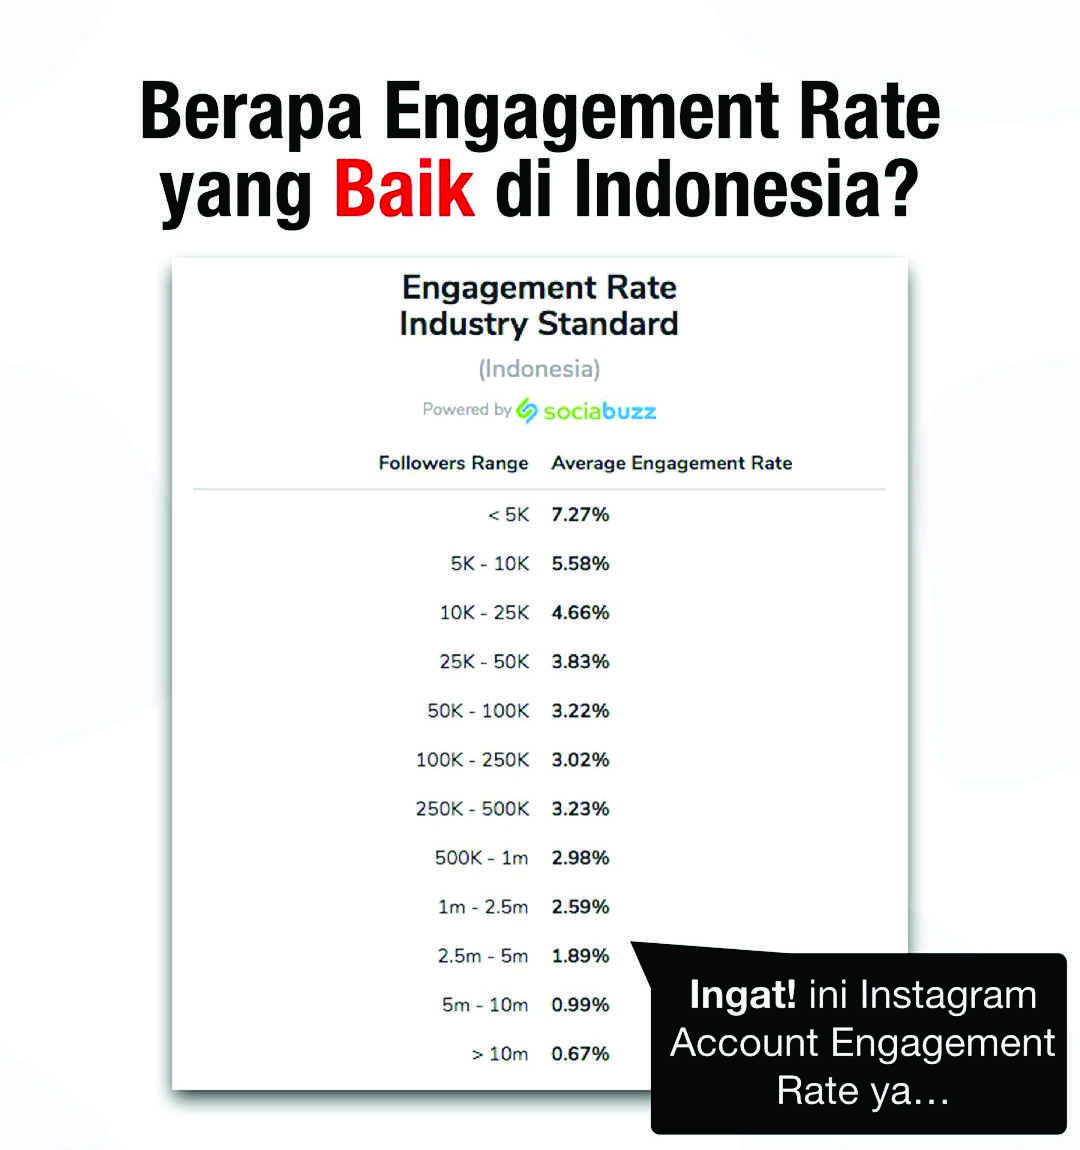 Berapa Engagement Rate
yang Baik di Indonesia?
Engagement Rate
Industry Standard
(Indonesia)
Powered by sociabuzz
Followers Range Average Engagement Rate
< 5K 7.27%
5K - 10K 5.58%
10K - 25K 4.66%
25K - 50K 3.83%
50K - 100K 3.22%
100K - 250K 3.02%
250K - 500K 3.23%
500K - 1m 2.98%
1m - 2.5m 2.59%
2.5m - 5m 1.89%
5m - 10m 0.99%
> 10m 0.67%
Ingat! ini Instagram
Account Engagement
Rate ya...